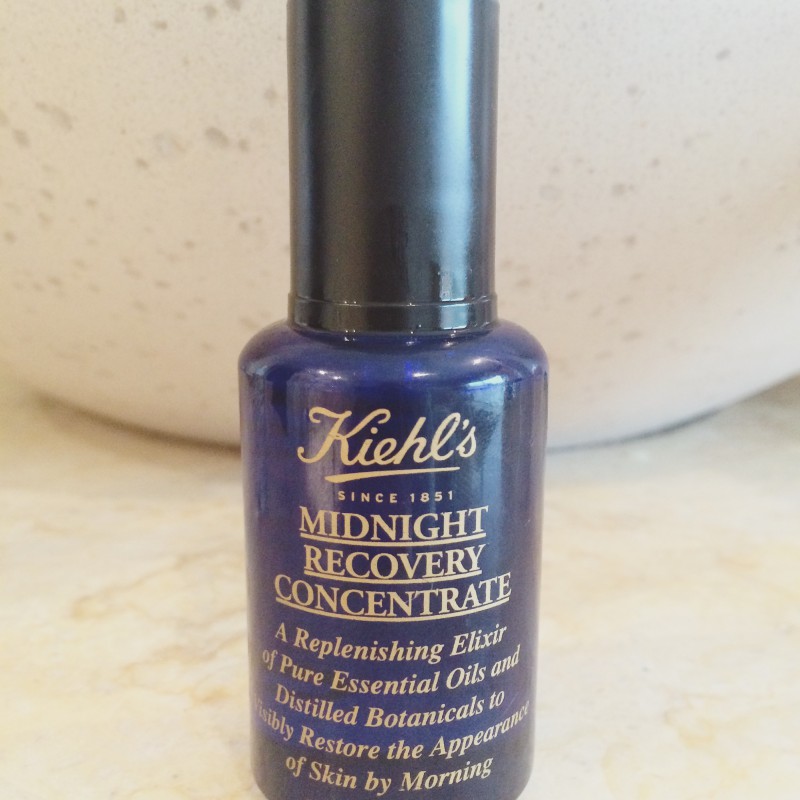 Kiehl's
SINCE 1851
MIDNIGHT
RECOVERY
CONCENTRATE
A Replenishing Elixir
of Pure Essential Oils and
Distilled Botanicals to
Visibly Restore the Appearance
of Skin by Morning